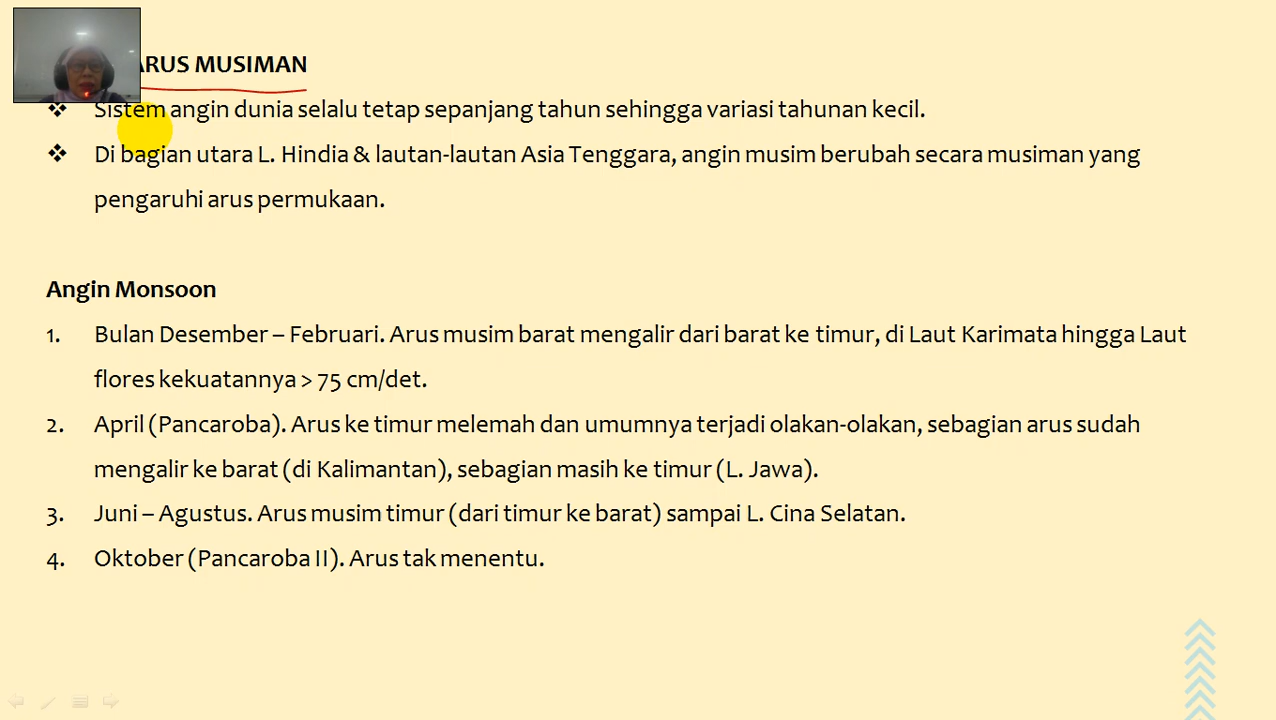 ARUS MUSIMAN
❖ Sistem angin dunia selalu tetap sepanjang tahun sehingga variasi tahunan kecil.
❖ Di bagian utara L. Hindia & lautan-lautan Asia Tenggara, angin musim berubah secara musiman yang
pengaruhi arus permukaan.
Angin Monsoon
1. Bulan Desember – Februari. Arus musim barat mengalir dari barat ke timur, di Laut Karimata hingga Laut
flores kekuatannya > 75 cm/det.
2. April (Pancaroba). Arus ke timur melemah dan umumnya terjadi olakan-olakan, sebagian arus sudah
mengalir ke barat (di Kalimantan), sebagian masih ke timur (L. Jawa).
3. Juni – Agustus. Arus musim timur (dari timur ke barat) sampai L. Cina Selatan.
4. Oktober (Pancaroba II). Arus tak menentu.